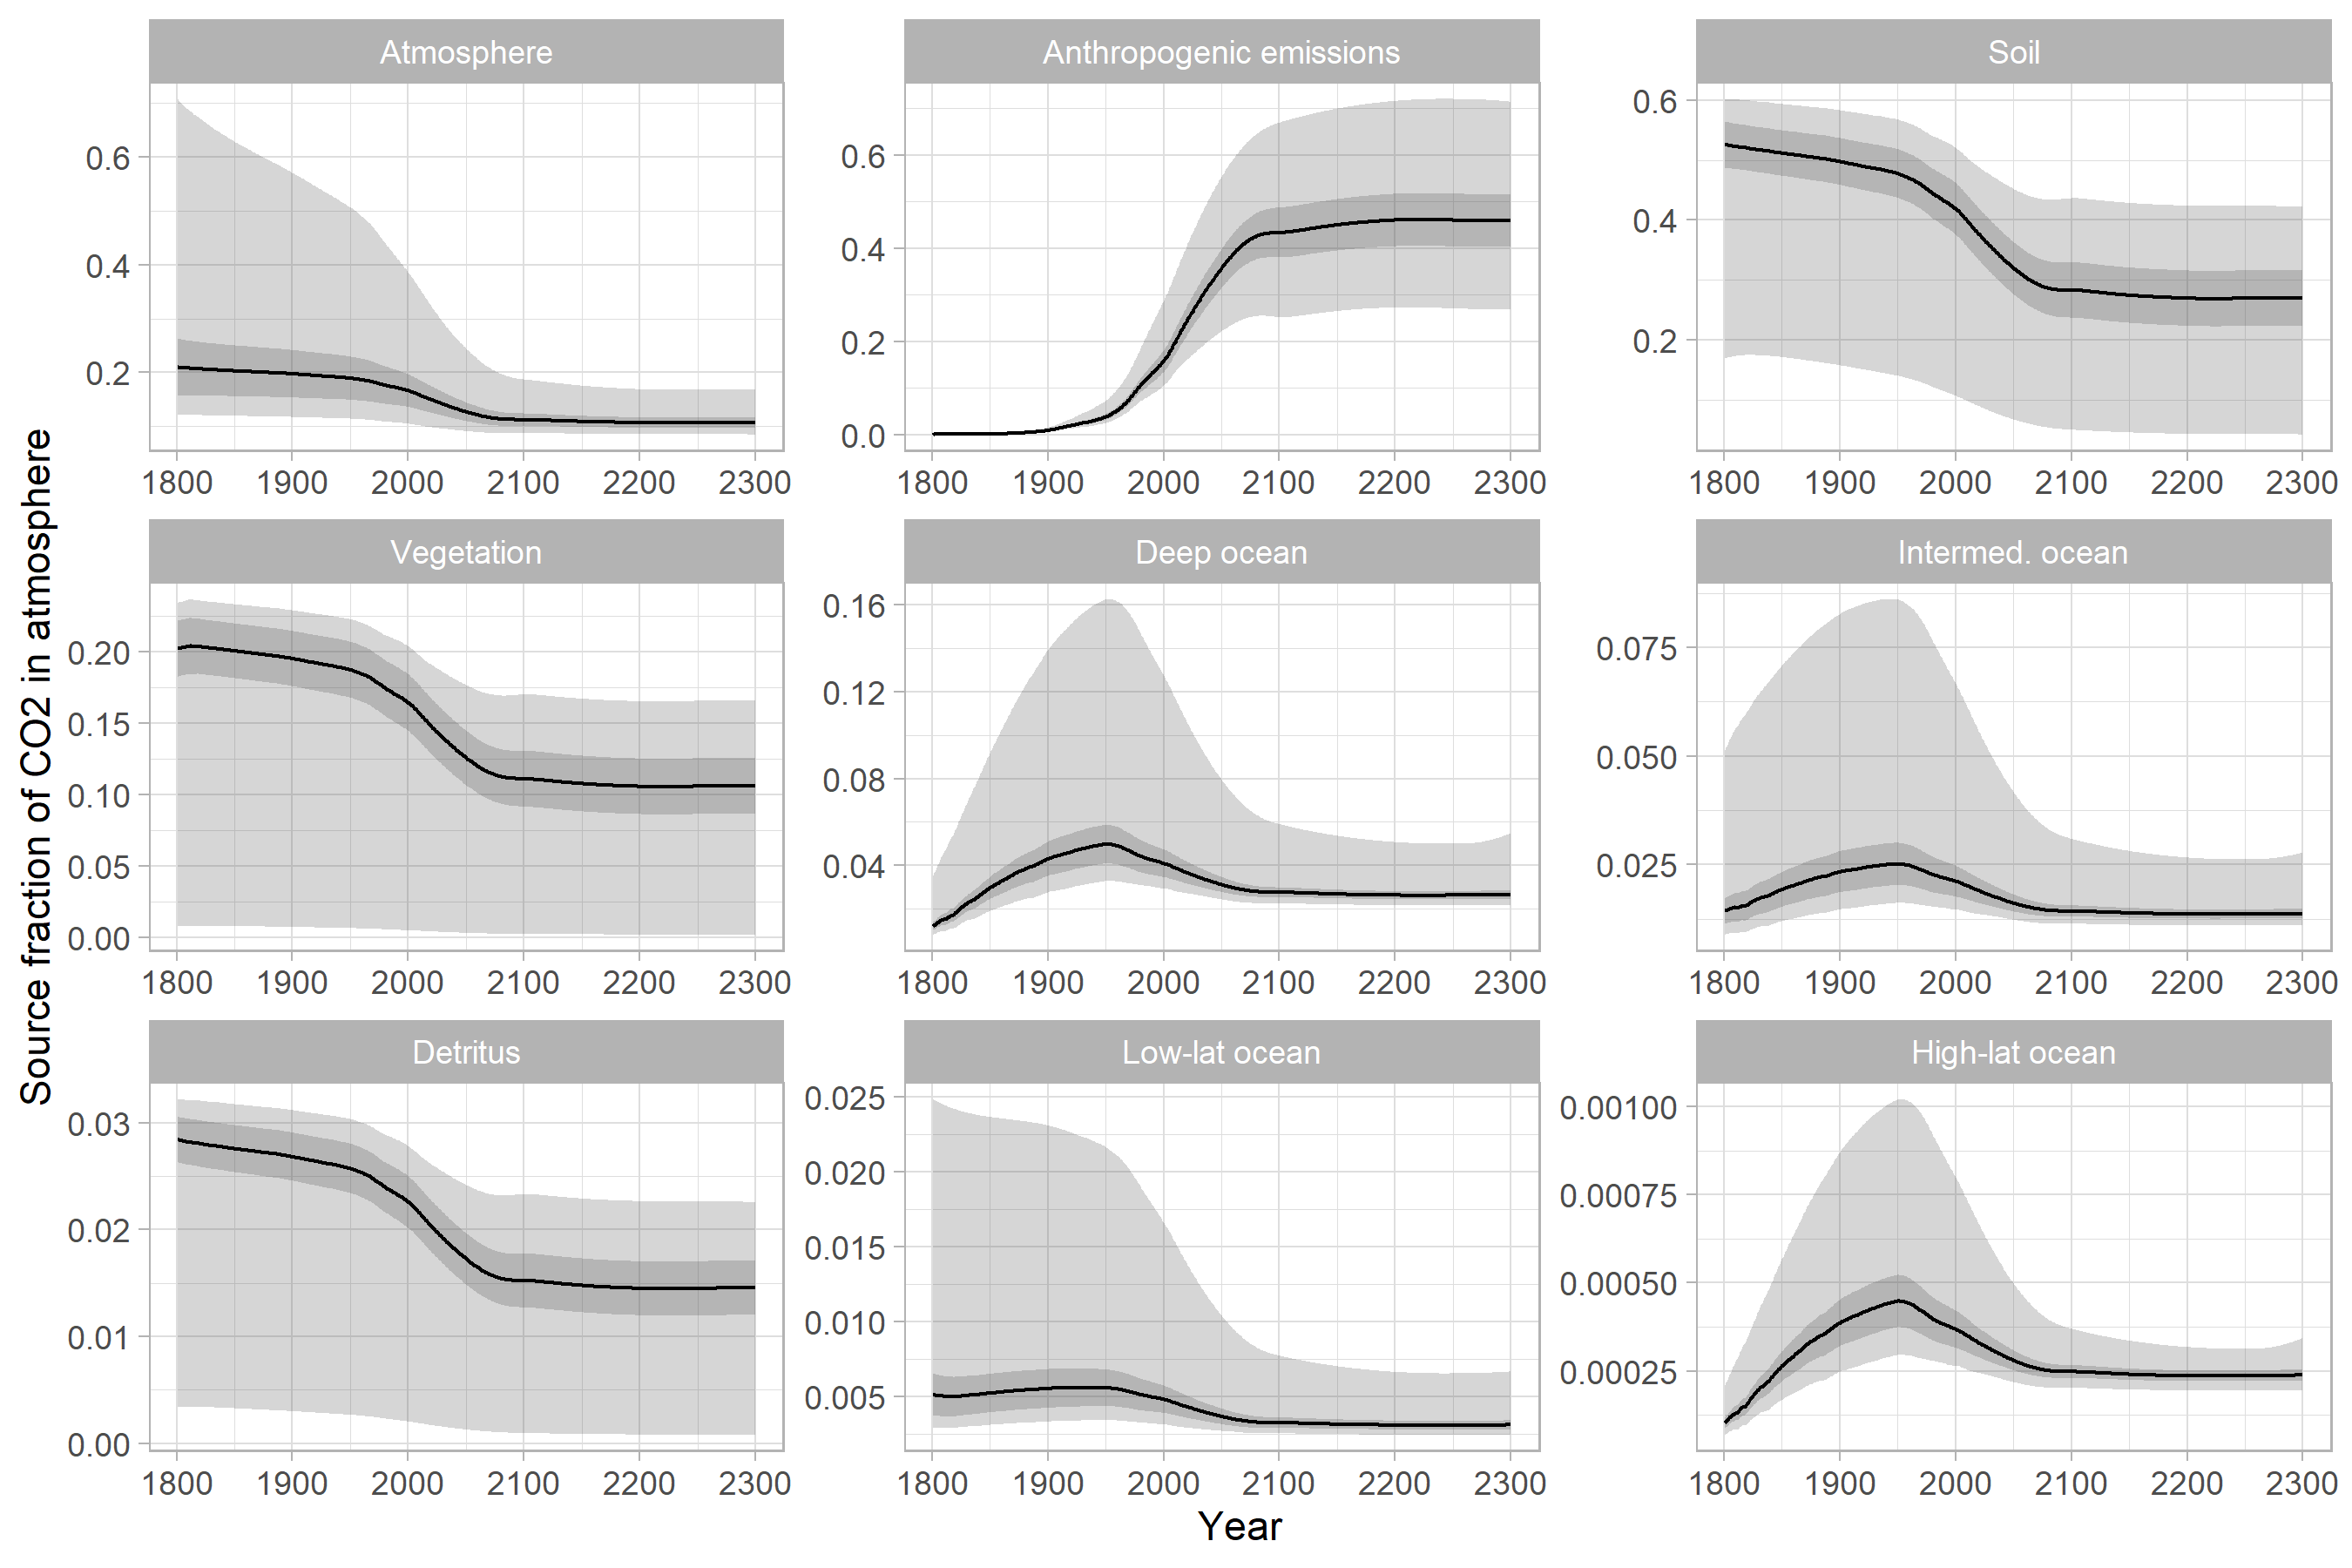 Source fraction of CO2 in atmosphere
Atmosphere
0.6
0.4
0.2
1800 1900 2000 2100 2200 2300
Anthropogenic emissions
0.6
0.4
0.2
0.0
1800 1900 2000 2100 2200 2300
Soil
0.6
0.4
0.2
1800 1900 2000 2100 2200 2300
Vegetation
0.20
0.15
0.10
0.05
0.00
1800 1900 2000 2100 2200 2300
Deep ocean
0.16
0.12
0.08
0.04
1800 1900 2000 2100 2200 2300
Intermed. ocean
0.075
0.050
0.025
1800 1900 2000 2100 2200 2300
Detritus
0.03
0.02
0.01
0.00
1800 1900 2000 2100 2200 2300
Low-lat ocean
0.025
0.020
0.015
0.010
0.005
1800 1900 2000 2100 2200 2300
High-lat ocean
0.00100
0.00075
0.00050
0.00025
1800 1900 2000 2100 2200 2300
Year